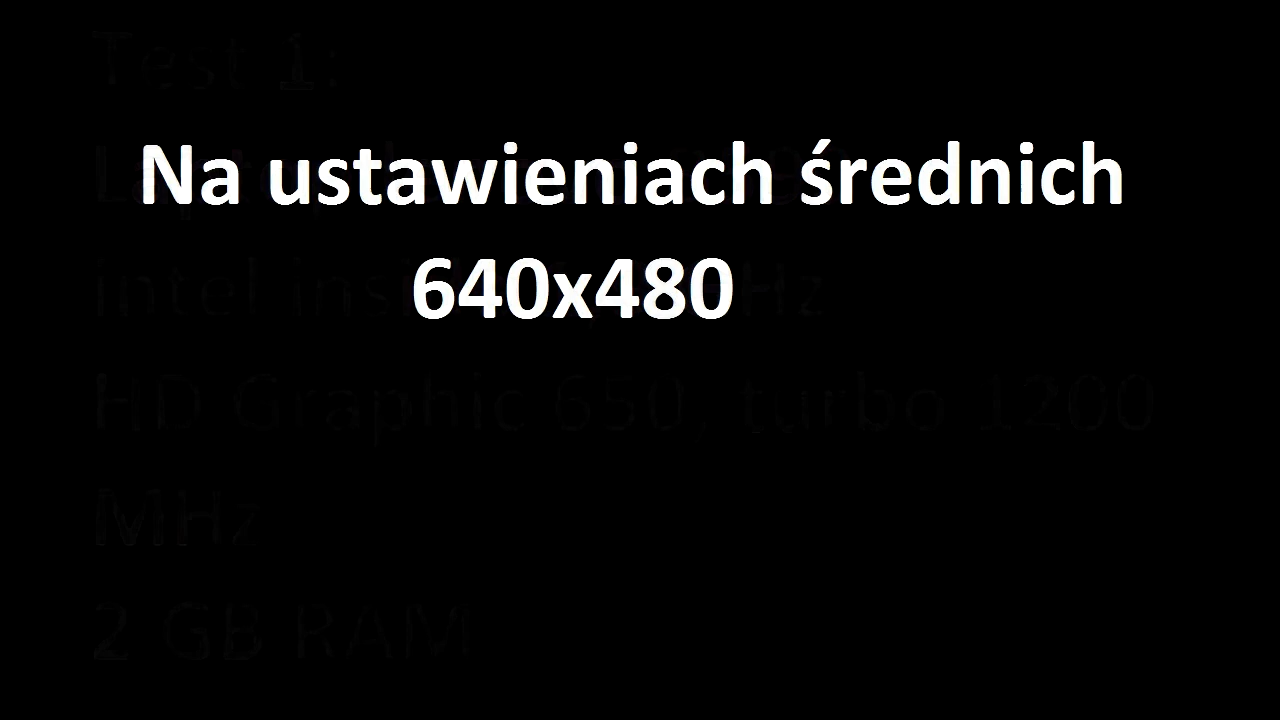 Test 1:
Na ustawieniach średnich
640x480
HD Graphic 650, turbo 1200
MHz
2 GB RAM